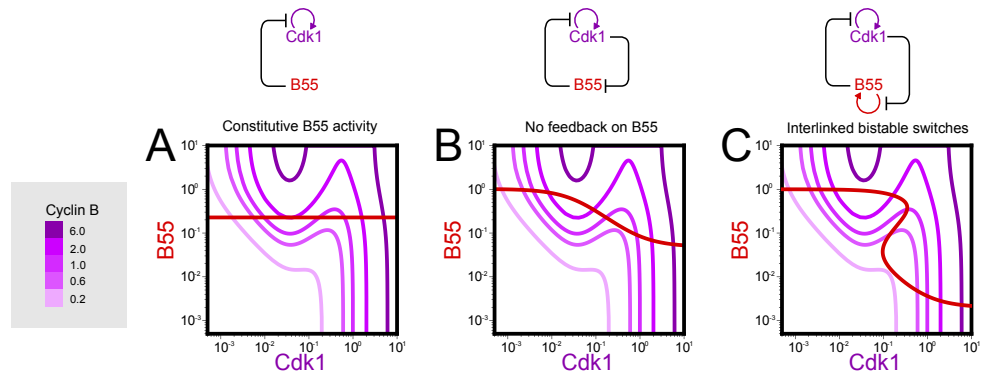 Cdk1
B55
Cdk1
B55
Cdk1
B55
A
Constitutive B55 activity
B
No feedback on B55
C
Interlinked bistable switches
Cyclin B
6.0
2.0
1.0
0.6
0.2
B55
10¹
10⁰
10⁻¹
10⁻²
10⁻³
10⁻³
10⁻²
10⁻¹
10⁰
10¹
Cdk1
B55
10¹
10⁰
10⁻¹
10⁻²
10⁻³
10⁻³
10⁻²
10⁻¹
10⁰
10¹
Cdk1
B55
10¹
10⁰
10⁻¹
10⁻²
10⁻³
10⁻³
10⁻²
10⁻¹
10⁰
10¹
Cdk1